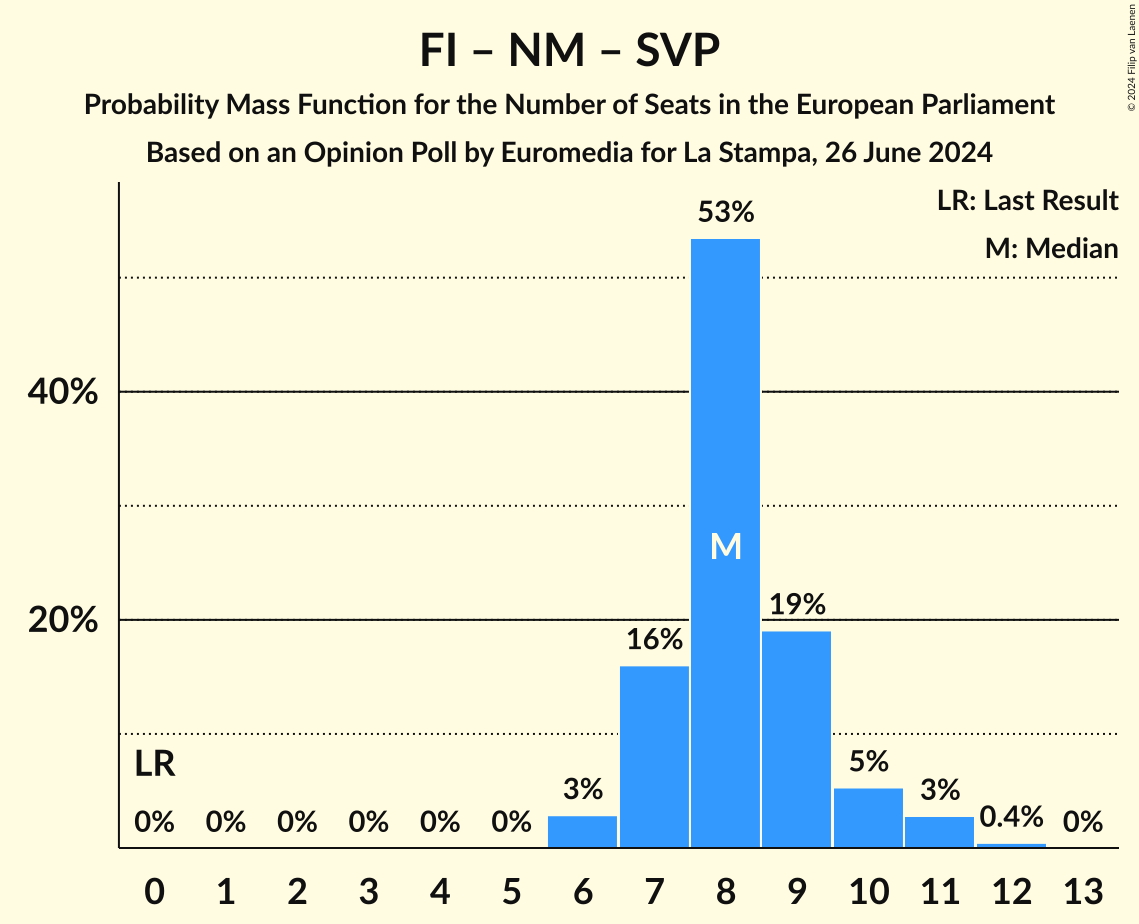 FI – NM – SVP
Probability Mass Function for the Number of Seats in the European Parliament
Based on an Opinion Poll by Euromedia for La Stampa, 26 June 2024
© 2024 Filip van Laenen
LR: Last Result
M: Median
53%
40%
M
20%
19%
16%
LR
5%
3%
3%
0.4%
0% 0% 0% 0% 0% 0% 0%
0 1 2 3 4 5 6 7 8 9 10 11 12 13